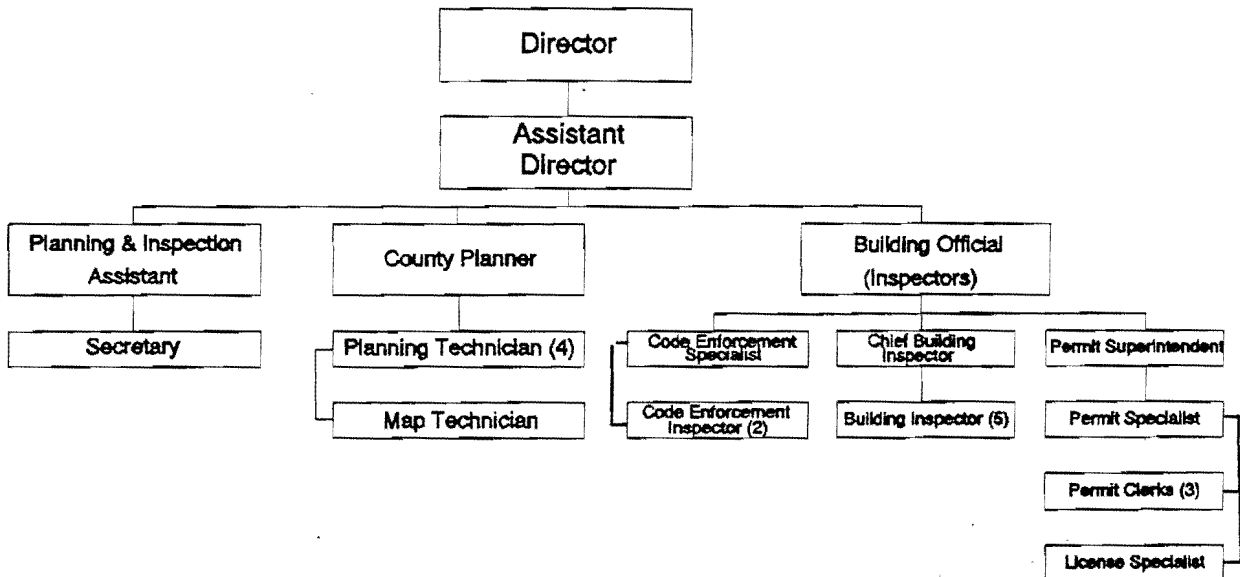 Director
Assistant
Director
Planning & Inspection
Assistant
County Planner
Building Official
(Inspectors)
Secretary
Planning Technician (4)
Code Enforcement
Specialist
Chief Building
Inspector
Permit Superintendent
Map Technician
Code Enforcement
Inspector (2)
Building Inspector (5)
Permit Specialist
Permit Clerks (3)
License Specialist